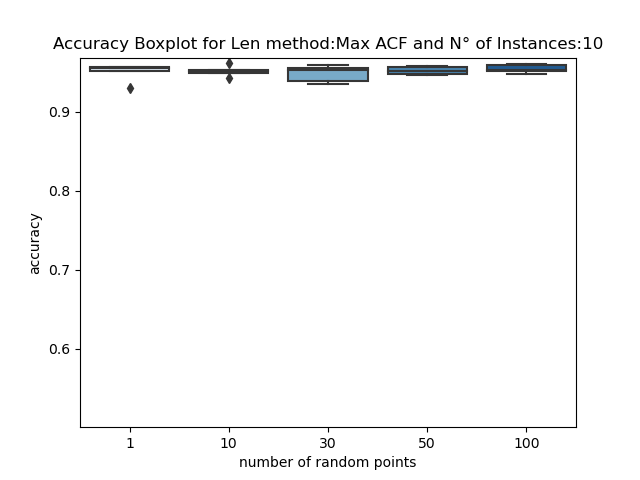 Accuracy Boxplot for Len method:Max ACF and N° of Instances:10
0.9
0.8
0.7
0.6
accuracy
1 10 30 50 100
number of random points